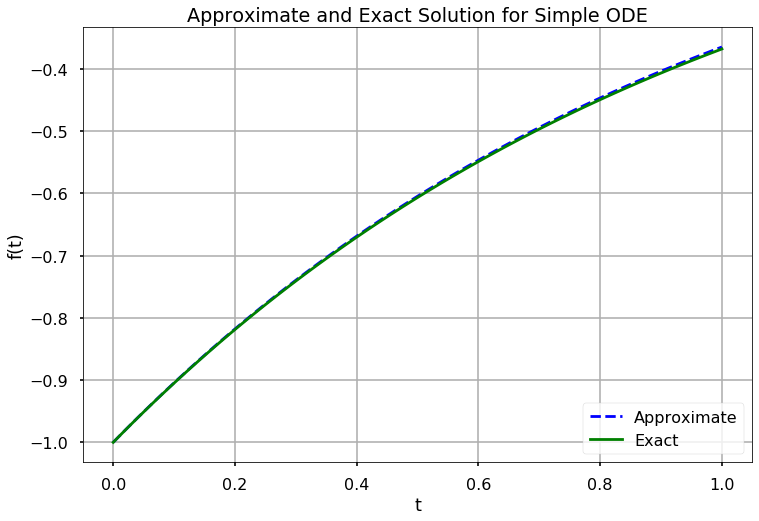 Approximate and Exact Solution for Simple ODE
−0.4
−0.5
−0.6
−0.7
−0.8
−0.9
−1.0
f(t)
Approximate
Exact
0.0 0.2 0.4 0.6 0.8 1.0
t